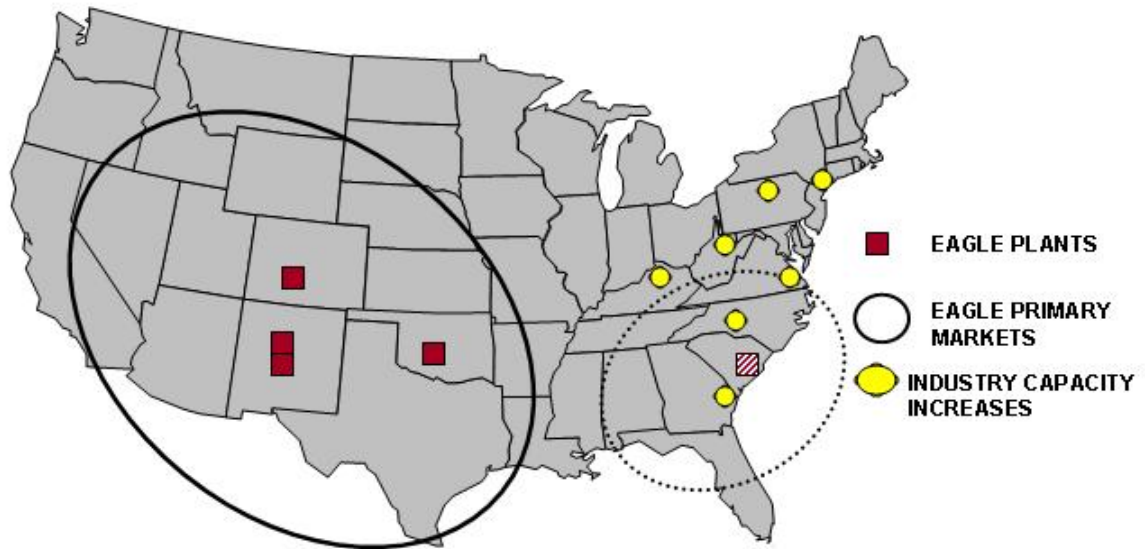 EAGLE PLANTS
EAGLE PRIMARY
MARKETS
INDUSTRY CAPACITY
INCREASES